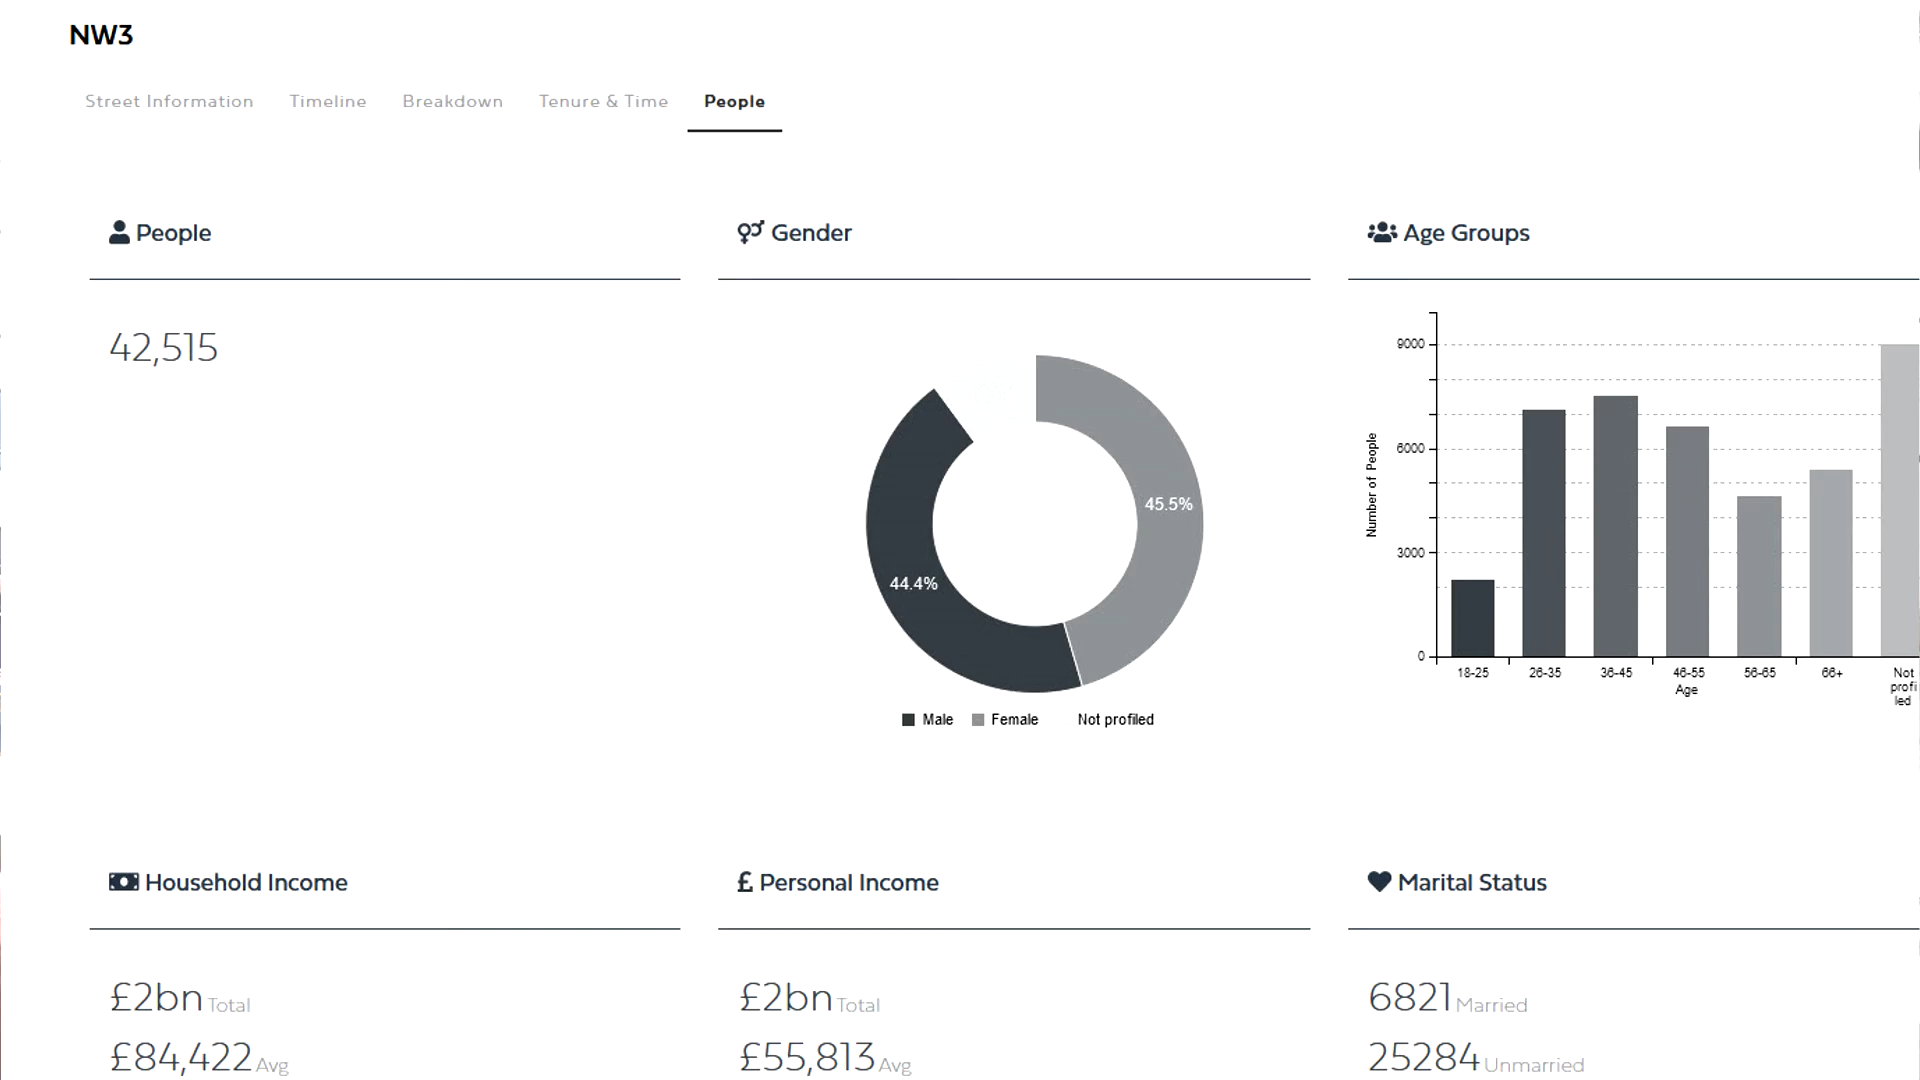 NW3
Street Information Timeline Breakdown Tenure & Time People
People
42,515
Gender
45.5%
44.4%
Male Female Not profiled
Age Groups
Number of People
9000
6000
3000
0
18-25 26-35 36-45 46-55 56-65 66+ Not
profi
led
Age
Household Income
£2bn Total
£84,422 Avg
£ Personal Income
£2bn Total
£55,813 Avg
Marital Status
6821 Married
25284 Unmarried